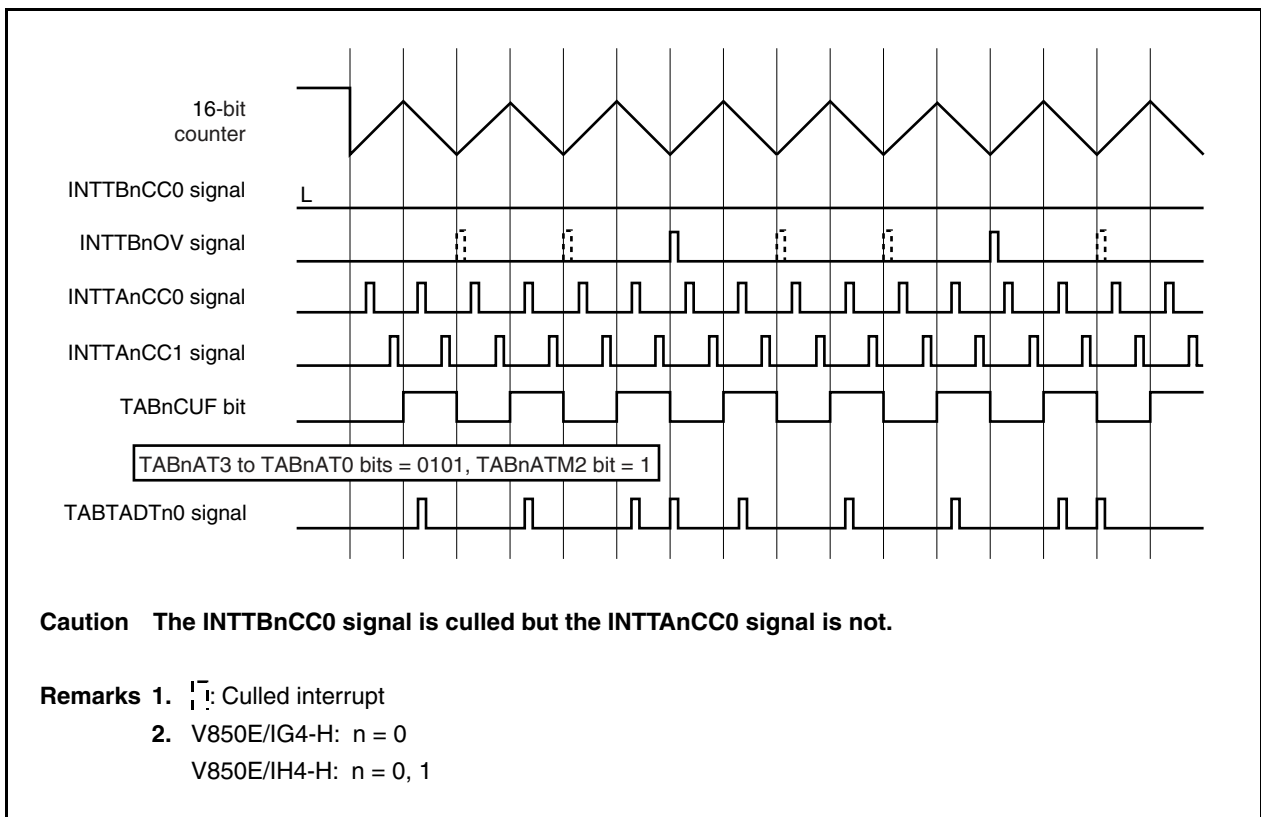 16-bit
counter
INTTBnCC0 signal
L
INTTBnOV signal
INTTAnCC0 signal
INTTAnCC1 signal
TABnCUF bit
TABnAT3 to TABnAT0 bits = 0101, TABnATM2 bit = 1
TABTADTn0 signal
Caution The INTTBnCC0 signal is culled but the INTTAnCC0 signal is not.
Remarks 1. : Culled interrupt
2. V850E/IG4-H: n = 0
V850E/IH4-H: n = 0, 1